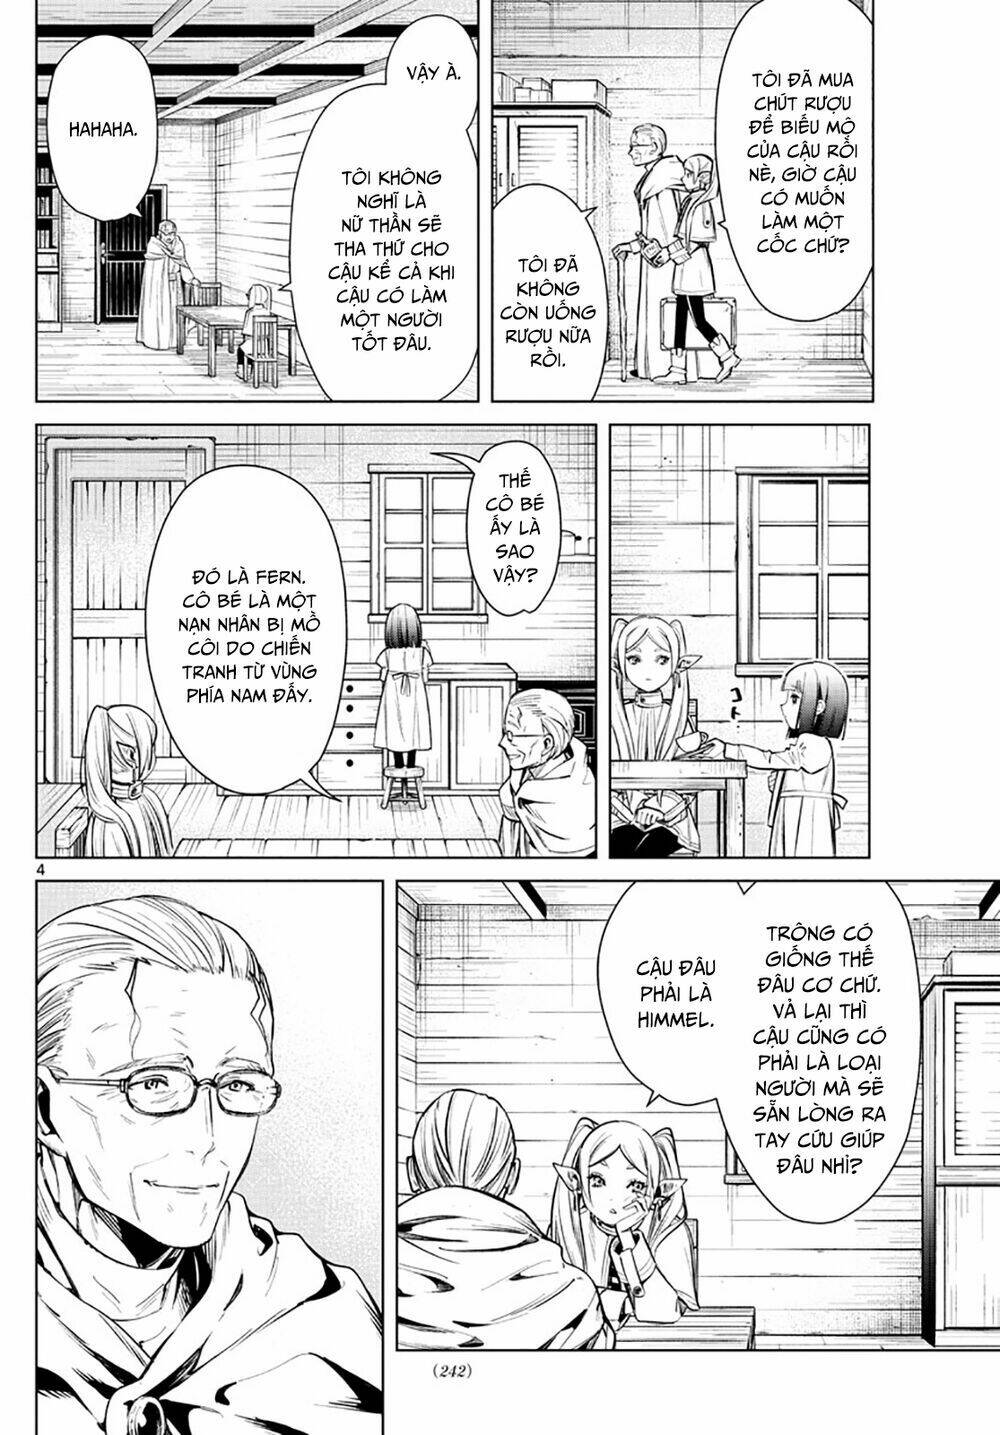 TÔI ĐÃ MUA
CHÚT RƯỢU
ĐỂ BIẾU MỘ
CỦA CẬU RỒI
NÈ, GIỜ CẬU
CÓ MUỐN
LÀM MỘT
CỐC CHỨ?
TÔI ĐÃ
KHÔNG
CÒN UỐNG
RƯỢU NỮA
RỒI.
VẬY À.
TÔI KHÔNG
NGHĨ LÀ
NỮ THẦN SẼ
THA THỨ CHO
CẬU KỂ CẢ KHI
CẬU CÓ LÀM
MỘT NGƯỜI
TỐT ĐÂU.
HAHAHA.
コト
THẾ
CÔ BÉ
ẤY LÀ
SAO
VẬY?
ĐÓ LÀ FERN.
CÔ BÉ LÀ MỘT
NẠN NHÂN BỊ MỒ
CÔI DO CHIẾN
TRANH TỪ VÙNG
PHÍA NAM ĐẤY.
4
TRÔNG CÓ
GIỐNG THẾ
ĐÂU CƠ CHỨ.
VẢ LẠI THÌ
CẬU CŨNG CÓ
PHẢI LÀ LOẠI
NGƯỜI MÀ SẼ
SẴN LÒNG RA
TAY CỨU GIÚP
ĐÂU NHỈ?
CẬU ĐÂU
PHẢI LÀ
HIMMEL.
(242)